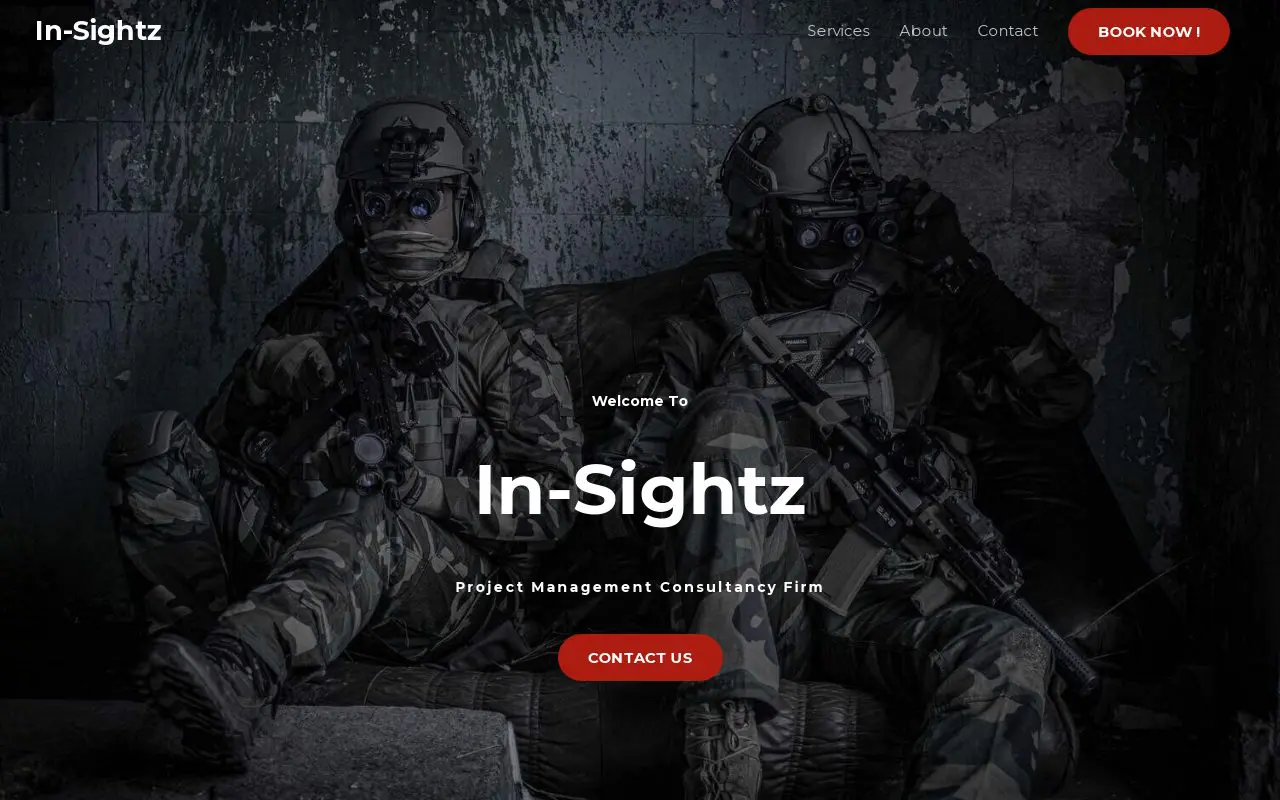 In-Sightz
Services
About
Contact
BOOK NOW !
Welcome To
In-Sightz
Project Management Consultancy Firm
CONTACT US